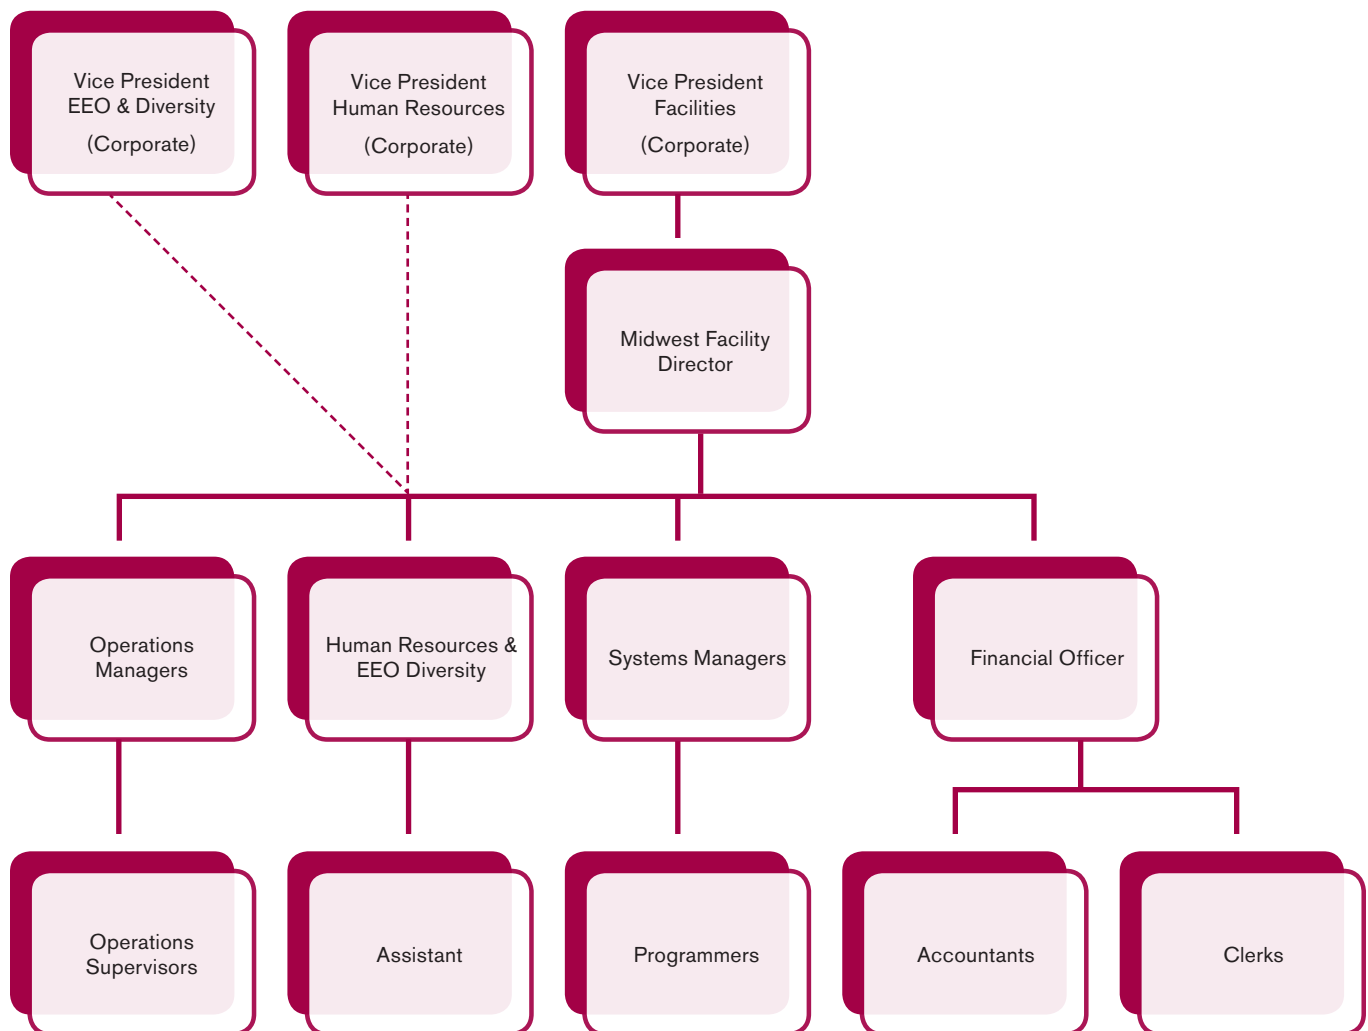 Vice President
EEO & Diversity
(Corporate)
Vice President
Human Resources
(Corporate)
Vice President
Facilities
(Corporate)
Midwest Facility
Director
Operations
Managers
Human Resources &
EEO Diversity
Systems Managers
Financial Officer
Operations
Supervisors
Assistant
Programmers
Accountants
Clerks